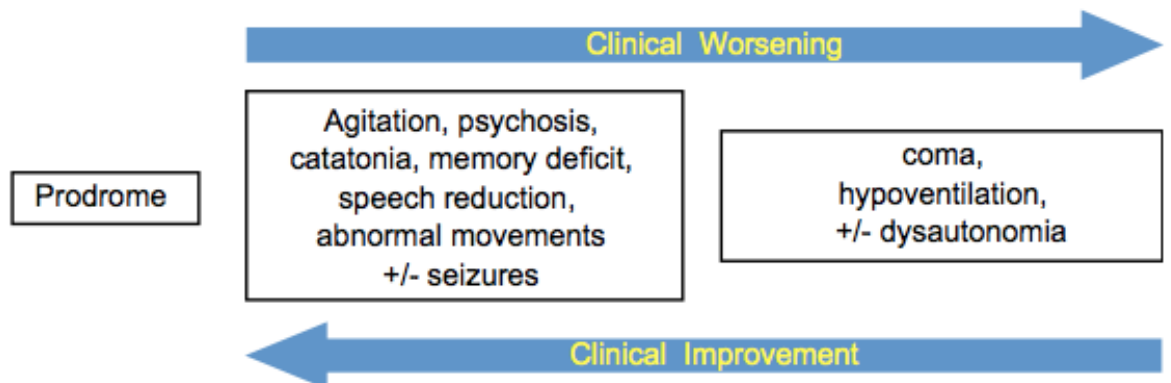 Clinical Worsening
Prodrome
Agitation, psychosis,
catatonia, memory deficit,
speech reduction,
abnormal movements
+/- seizures
coma,
hypoventilation,
+/- dysautonomia
Clinical Improvement